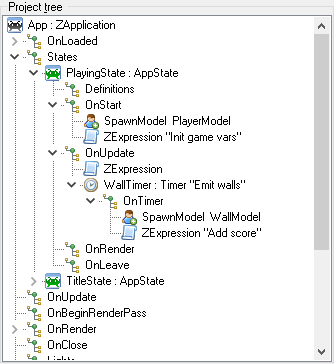 Project tree
App : ZApplication
OnLoaded
States
PlayingState : AppState
Definitions
OnStart
SpawnModel  PlayerModel
ZExpression "Init game vars"
OnUpdate
ZExpression
WallTimer : Timer "Emit walls"
OnTimer
SpawnModel  WallModel
ZExpression "Add score"
OnRender
OnLeave
TitleState : AppState
OnUpdate
OnBeginRenderPass
OnRender
OnClose
Lights